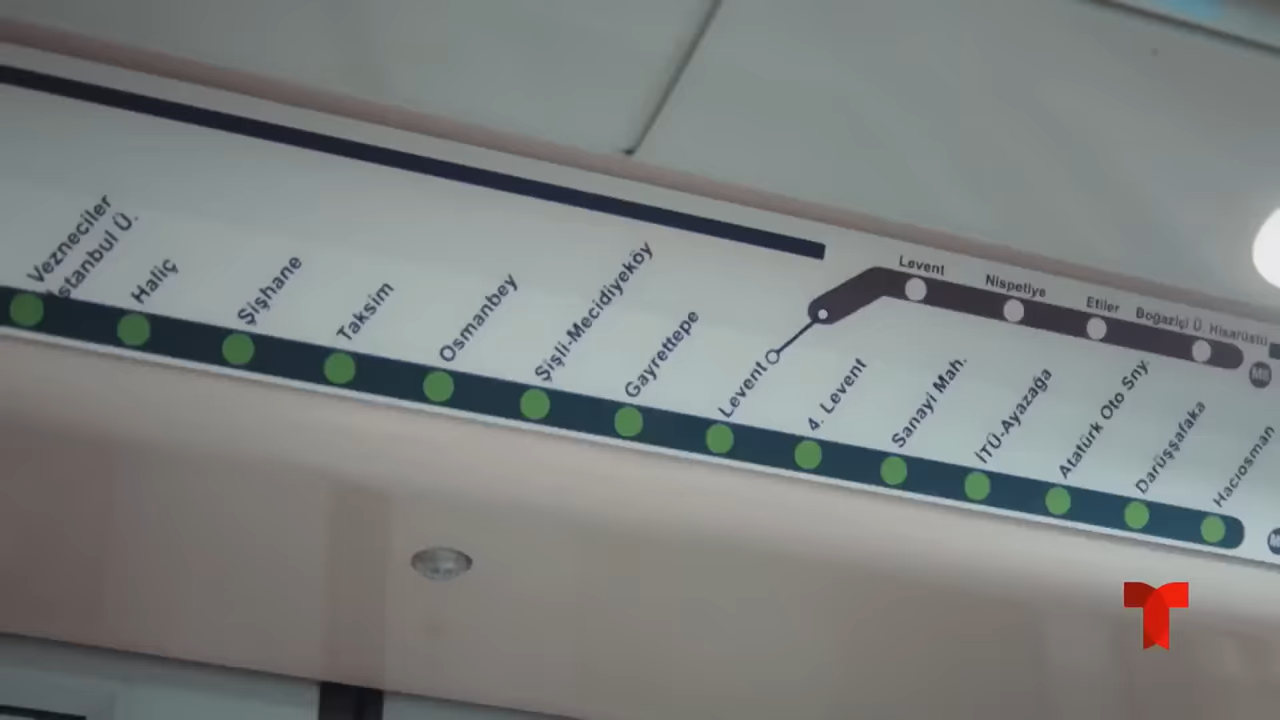 Vezneciler
İstanbul Ü.
Haliç
Şişhane
Taksim
Osmanbey
Şişli-Mecidiyeköy
Gayrettepe
Levent
4. Levent
Sanayi Mah.
İTÜ-Ayazağa
Atatürk Oto Sny.
Darüşşafaka
Hacıosman
Levent
Nispetiye
Etiler
Boğaziçi Ü. Hisarüstü
M6